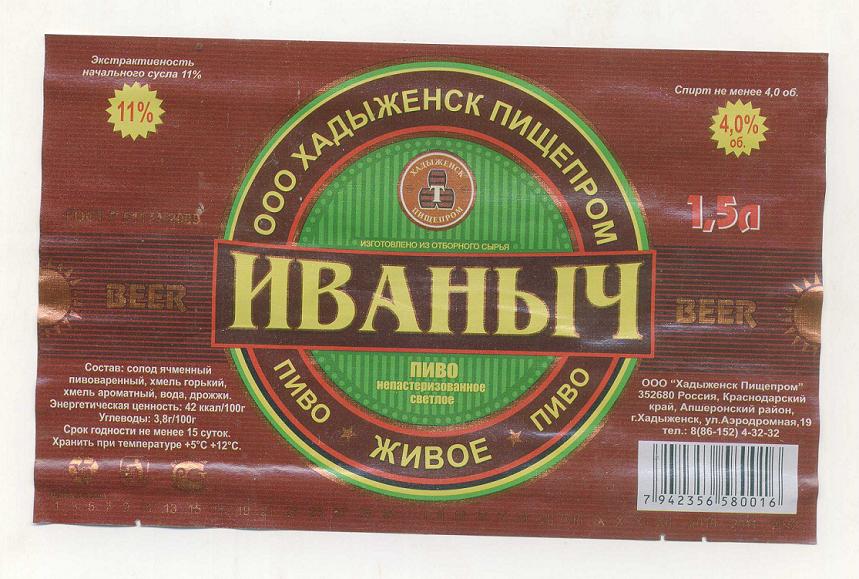 Экстрактивность
начального сусла 11%
11%
BEER
Состав: солод ячменный
пивоваренный, хмель горький,
хмель ароматный, вода, дрожжи.
Энергетическая ценность: 42 ккал/100г
Углеводы: 3,8г/100г
Срок годности не менее 15 суток.
Хранить при температуре +5°С +12°С.
ООО ХАДЫЖЕНСК ПИЩЕПРОМ
ХАДЫЖЕНСК
Т
ПИЩЕПРОМ
ИЗГОТОВЛЕНО ИЗ ОТБОРНОГО СЫРЬЯ
ИВАНЫЧ
ПИВО
непастеризованное
светлое
ПИВО ЖИВОЕ ПИВО
Спирт не менее 4,0 об.
4,0%
об.
1,5л
BEER
ООО "Хадыженск Пищепром"
352680 Россия, Краснодарский
край, Апшеронский район,
г.Хадыженск, ул.Аэродромная,19
тел.: 8(86-152) 4-32-32
7 942356 580016